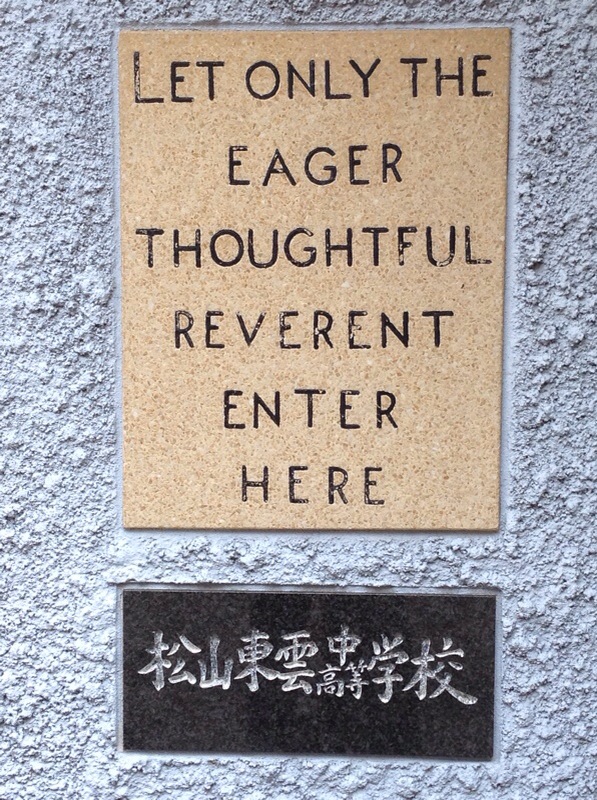 LET ONLY THE
EAGER
THOUGHTFUL
REVERENT
ENTER
HERE
松山東雲中高等学校